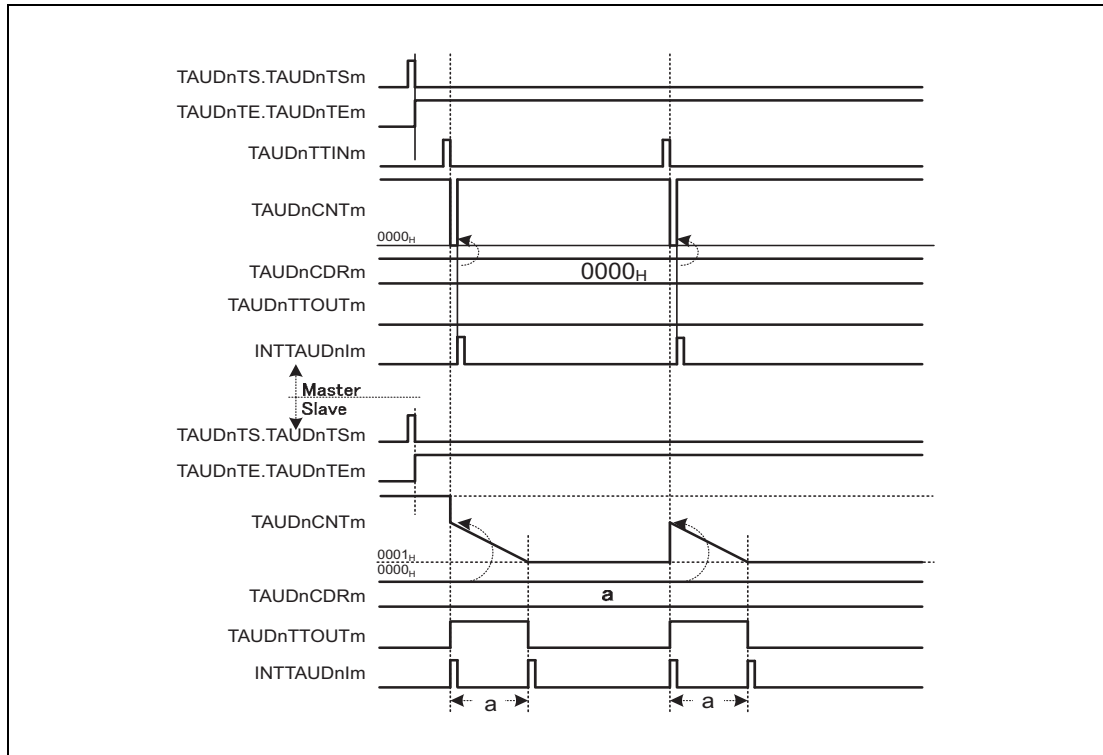 TAUDnTS.TAUDnTSm
TAUDnTE.TAUDnTEm
TAUDnTTINm
TAUDnCNTm
0000H
TAUDnCDRm
0000H
TAUDnTTOUTm
INTTAUDnIm
Master
Slave
TAUDnTS.TAUDnTSm
TAUDnTE.TAUDnTEm
TAUDnCNTm
0001H
0000H
TAUDnCDRm
a
TAUDnTTOUTm
INTTAUDnIm
a a